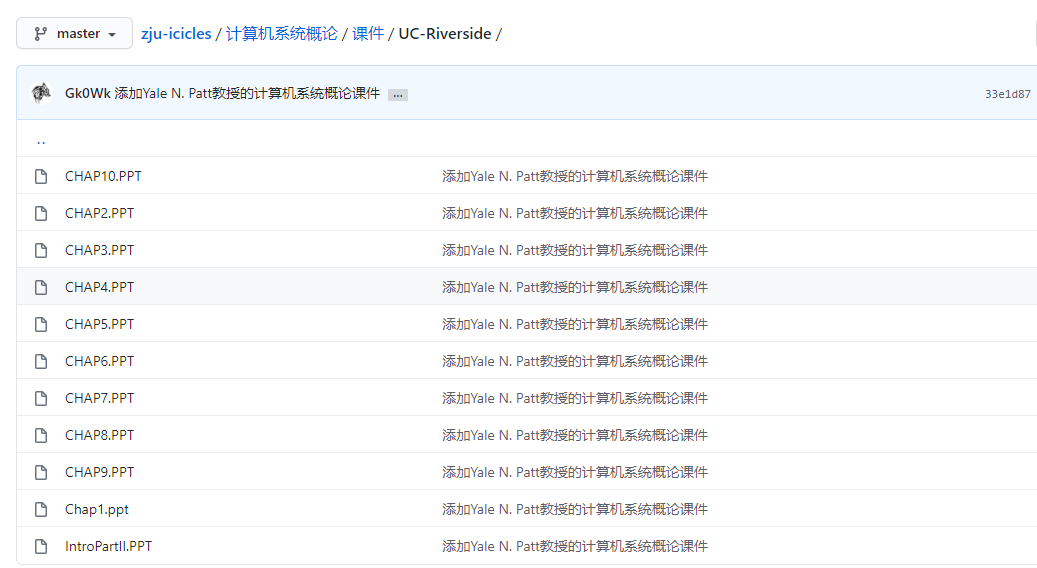 master zju-icicles / 计算机系统概论 / 课件 / UC-Riverside /
Gk0Wk 添加Yale N. Patt教授的计算机系统概论课件 ... 33e1d87
..
CHAP10.PPT 添加Yale N. Patt教授的计算机系统概论课件
CHAP2.PPT 添加Yale N. Patt教授的计算机系统概论课件
CHAP3.PPT 添加Yale N. Patt教授的计算机系统概论课件
CHAP4.PPT 添加Yale N. Patt教授的计算机系统概论课件
CHAP5.PPT 添加Yale N. Patt教授的计算机系统概论课件
CHAP6.PPT 添加Yale N. Patt教授的计算机系统概论课件
CHAP7.PPT 添加Yale N. Patt教授的计算机系统概论课件
CHAP8.PPT 添加Yale N. Patt教授的计算机系统概论课件
CHAP9.PPT 添加Yale N. Patt教授的计算机系统概论课件
Chap1.ppt 添加Yale N. Patt教授的计算机系统概论课件
IntroPartII.PPT 添加Yale N. Patt教授的计算机系统概论课件